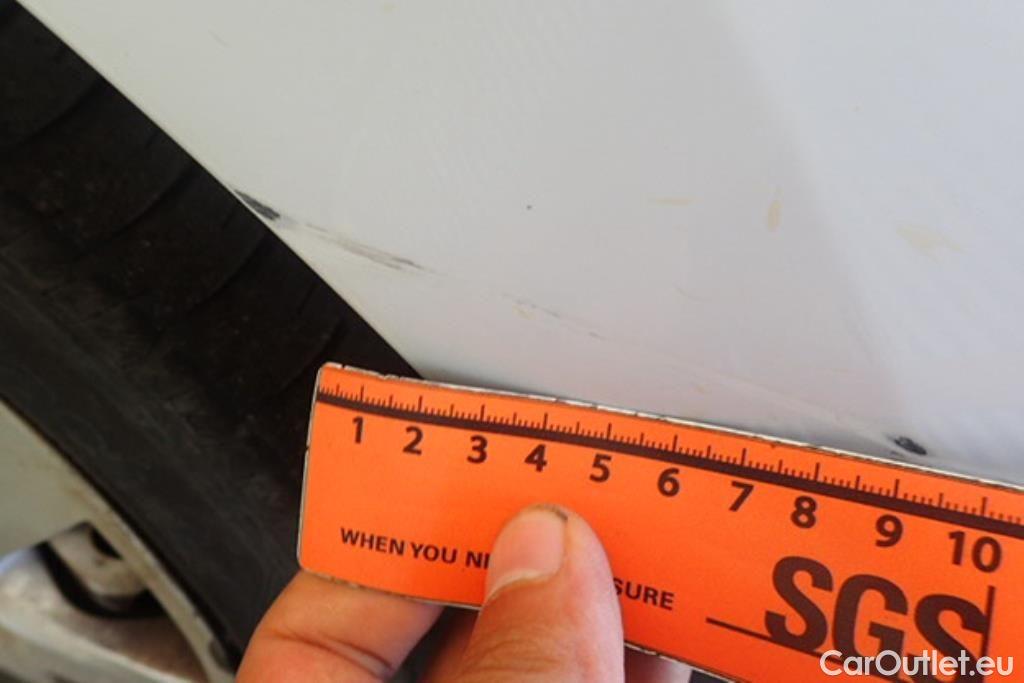 1 2 3 4 5 6 7 8 9 10
WHEN YOU SURE
SGS
CarOutlet.eu